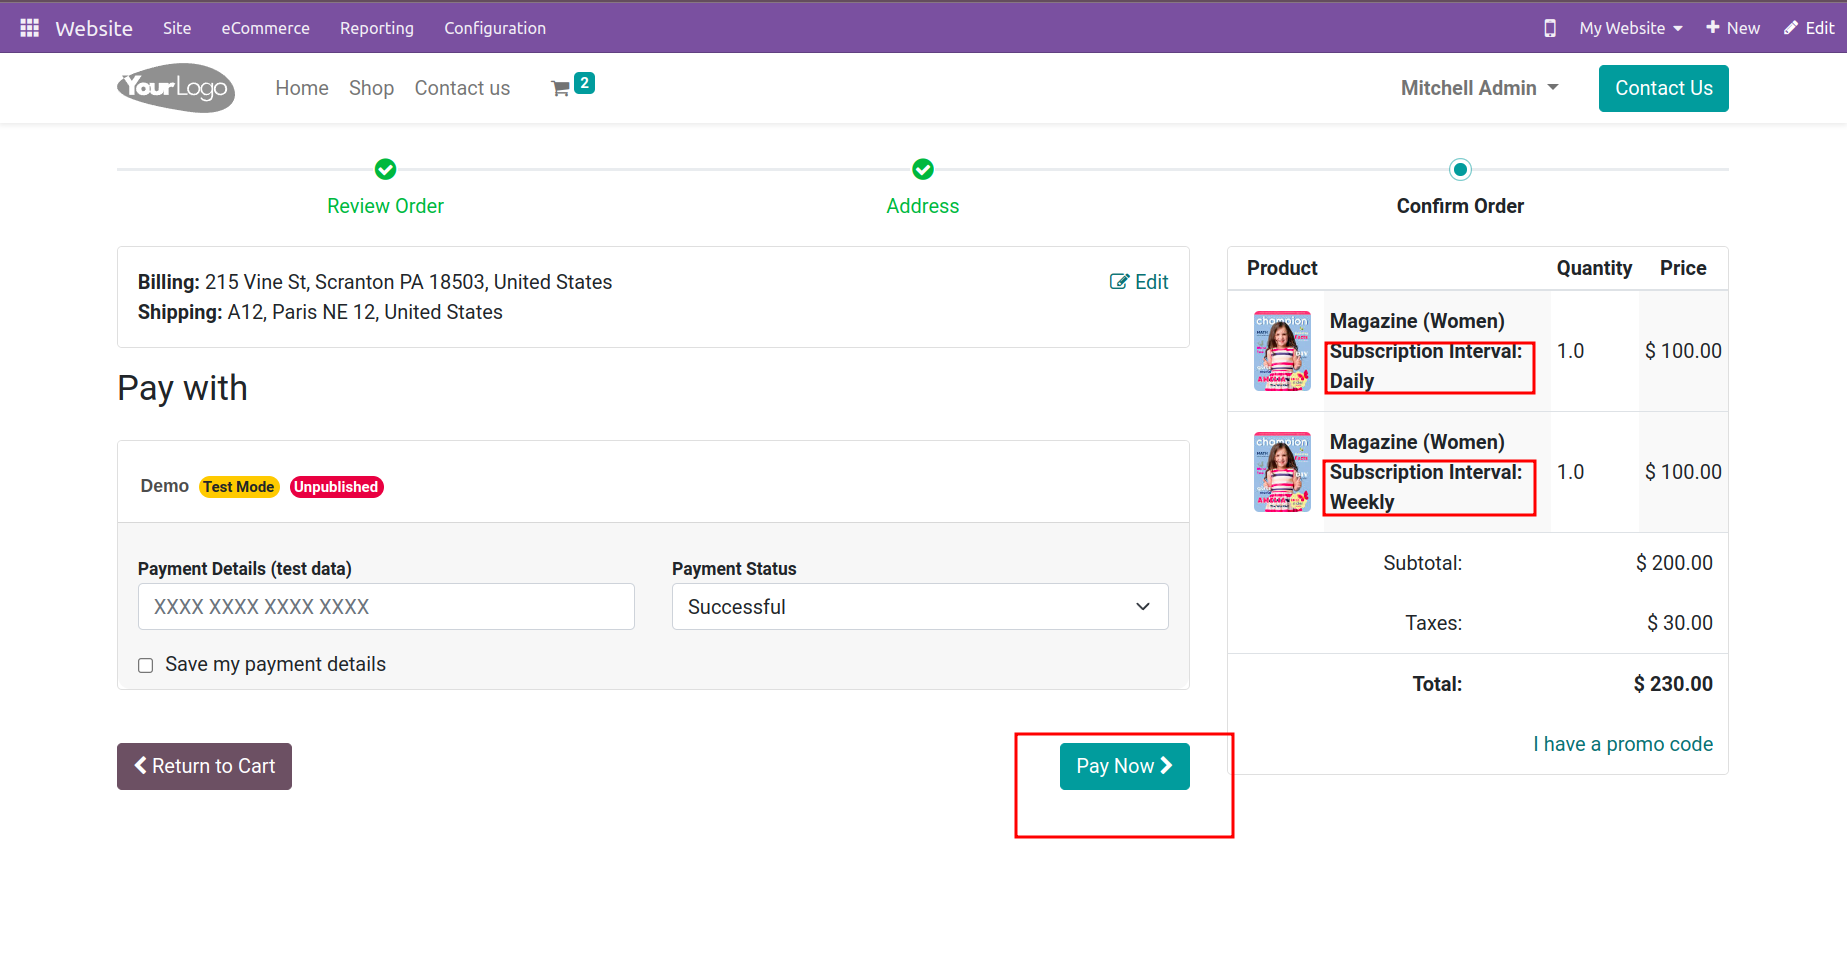 Website Site eCommerce Reporting Configuration My Website New Edit
YourLogo Home Shop Contact us 2 Mitchell Admin Contact Us
Review Order Address Confirm Order
Billing: 215 Vine St, Scranton PA 18503, United States Edit
Shipping: A12, Paris NE 12, United States
Pay with
Demo Test Mode Unpublished
Payment Details (test data) Payment Status
XXXX XXXX XXXX XXXX Successful
Save my payment details
Return to Cart Pay Now
Product Quantity Price
champion
Magazine (Women)
Subscription Interval: 1.0 $ 100.00
Daily
champion
Magazine (Women)
Subscription Interval: 1.0 $ 100.00
Weekly
Subtotal: $ 200.00
Taxes: $ 30.00
Total: $ 230.00
I have a promo code